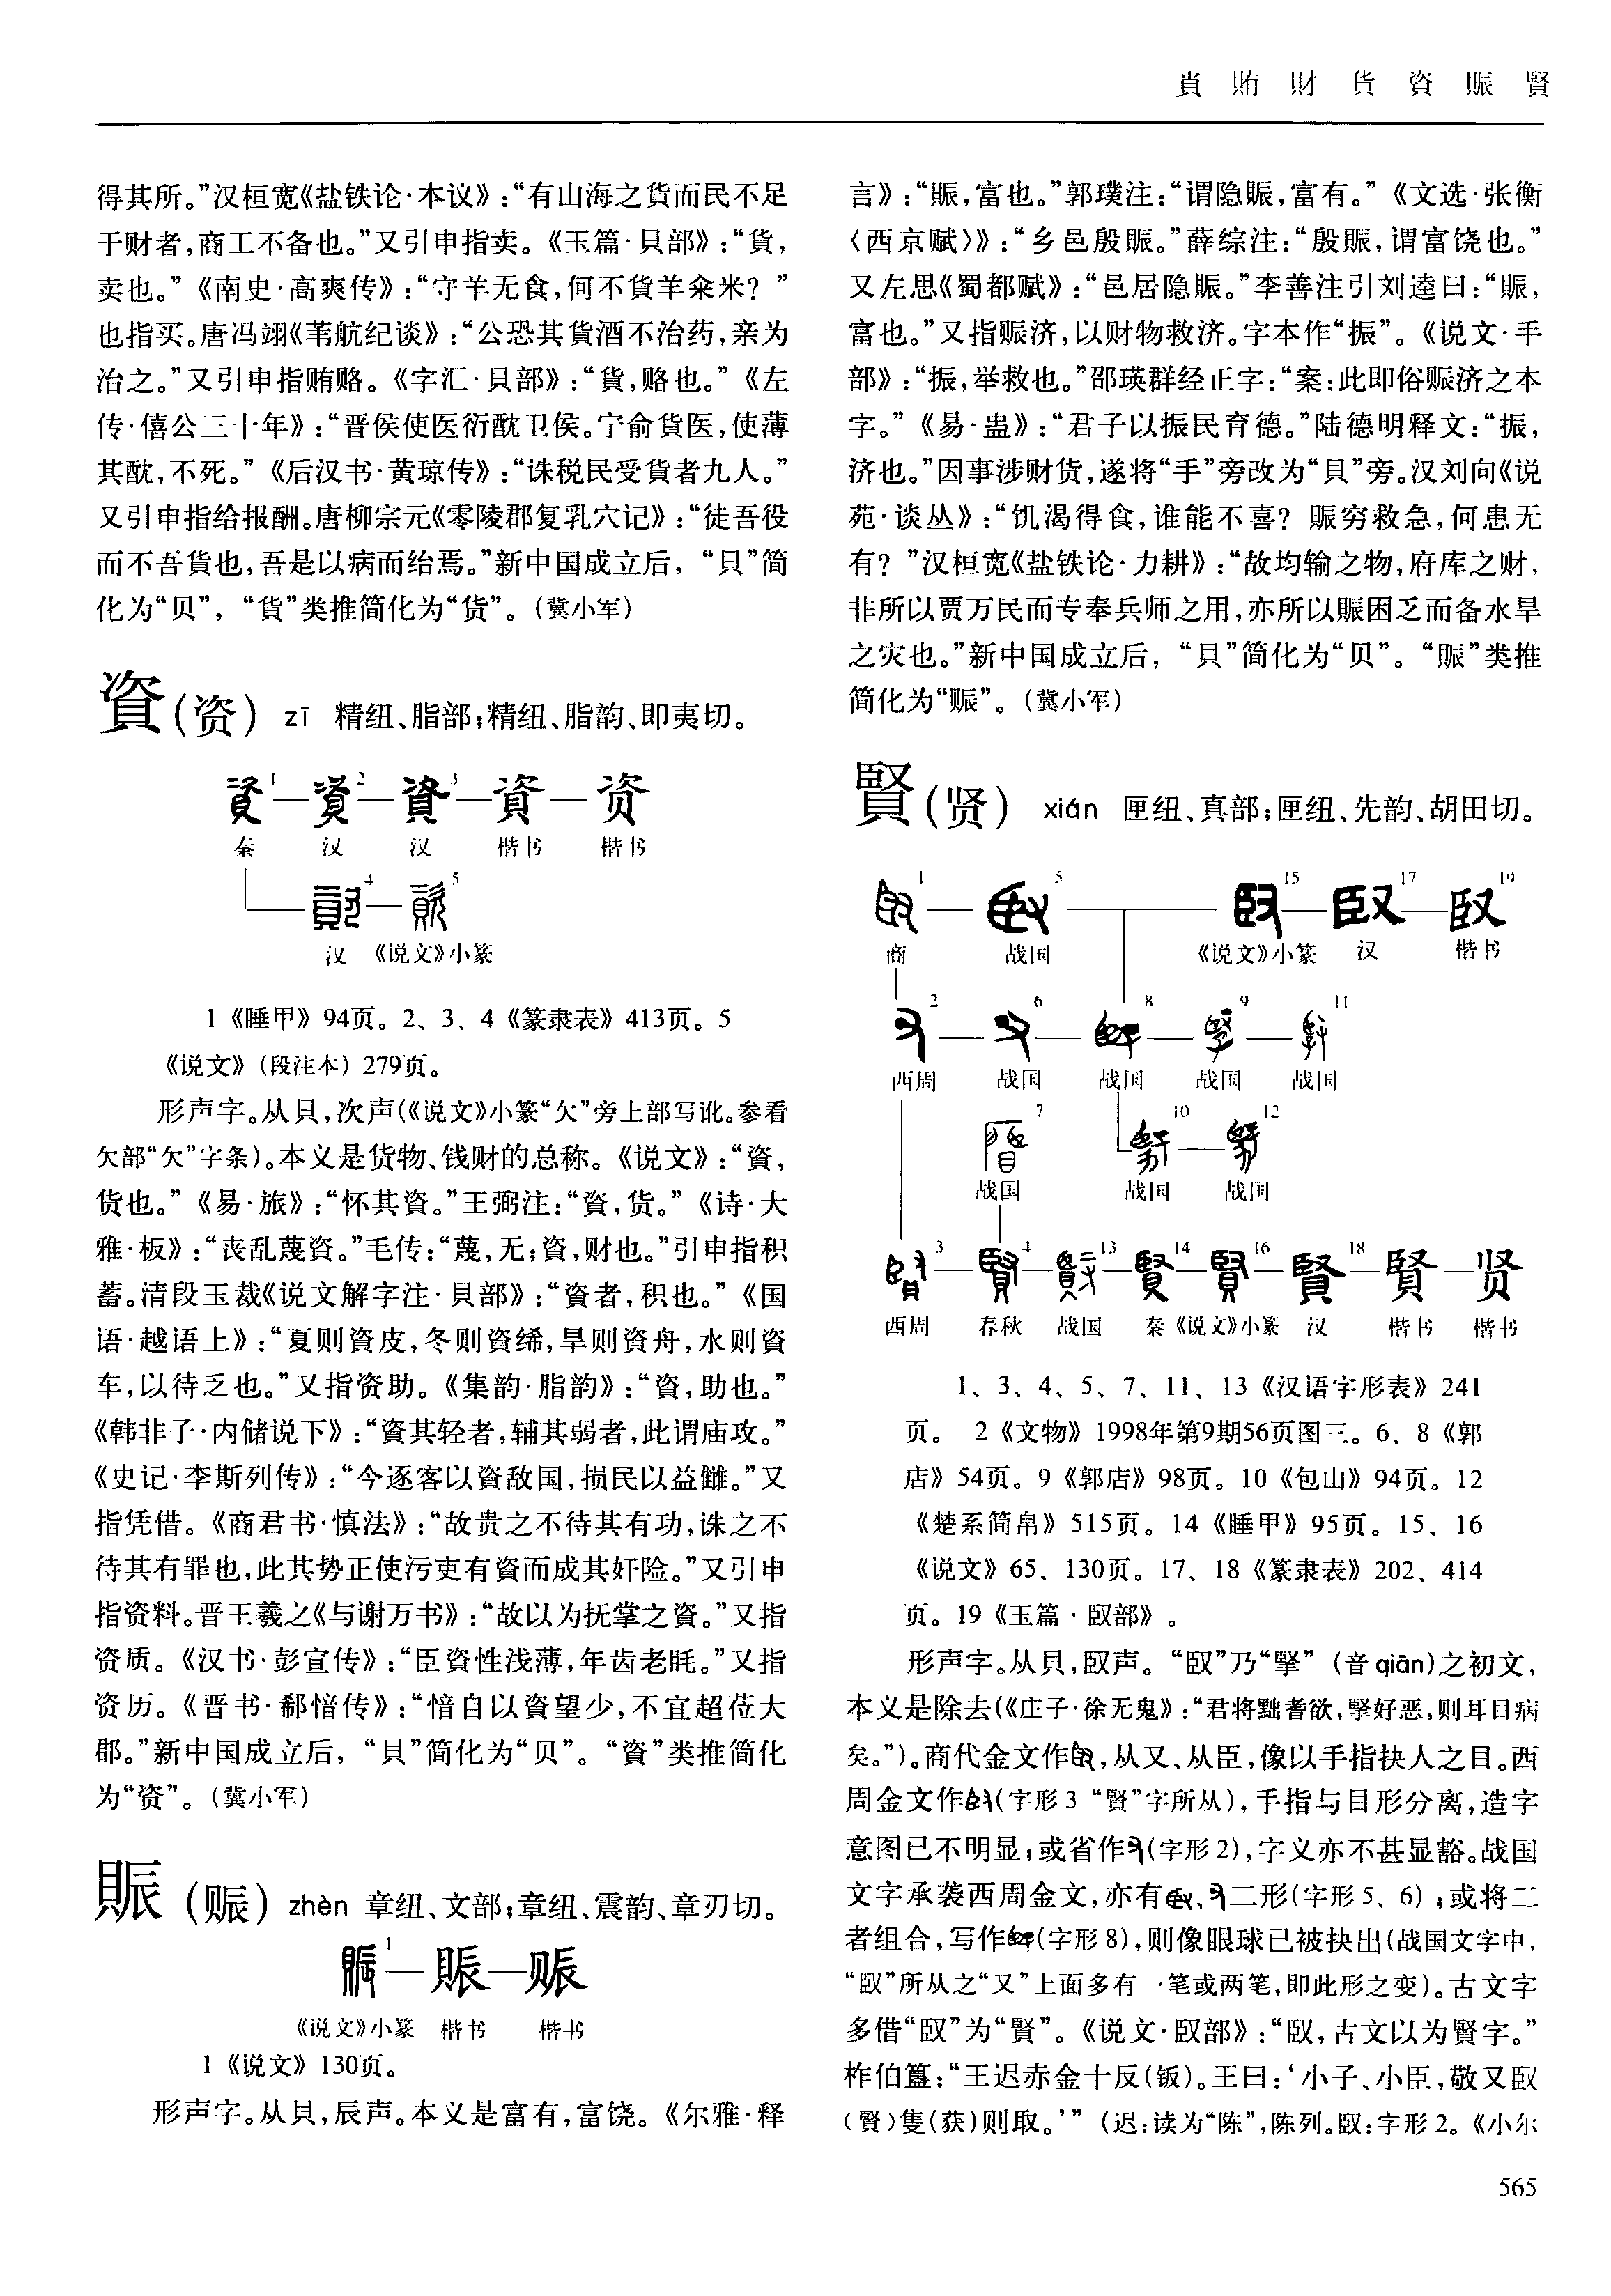 貟 賄 財 貨 資 賑 賢
得其所。”汉桓宽《盐铁论·本议》：“有山海之貨而民不足
于财者，商工不备也。”又引申指卖。《玉篇·貝部》：“貨，
卖也。”《南史·高爽传》：“守羊无食，何不貨羊籴米？”
也指买。唐冯翊《苇航纪谈》：“公恐其貨酒不治药，亲为
治之。”又引申指贿赂。《字汇·貝部》：“貨，赂也。”《左
传·僖公三十年》：“晋侯使医衍酖卫侯。宁俞貨医，使薄
其酖，不死。”《后汉书·黄琼传》：“诛税民受貨者九人。”
又引申指给报酬。唐柳宗元《零陵郡复乳穴记》：“徒吾役
而不吾貨也，吾是以病而绐焉。”新中国成立后，“貝”简
化为“贝”，“貨”类推简化为“货”。（冀小军）
資（资） zī 精纽、脂部；精纽、脂韵、即夷切。
1 2 3 資 资
秦 汉 汉 楷书 楷书
4 5
汉 《说文》小篆
1《睡甲》94页。2、3、4《篆隶表》413页。5
《说文》（段注本）279页。
形声字。从貝，次声（《说文》小篆“欠”旁上部写讹。参看
欠部“欠”字条）。本义是货物、钱财的总称。《说文》：“資，
货也。”《易·旅》：“怀其資。”王弼注：“資，货。”《诗·大
雅·板》：“丧乱蔑資。”毛传：“蔑，无；資，财也。”引申指积
蓄。清段玉裁《说文解字注·貝部》：“資者，积也。”《国
语·越语上》：“夏则資皮，冬则資絺，旱则資舟，水则資
车，以待乏也。”又指资助。《集韵·脂韵》：“資，助也。”
《韩非子·内储说下》：“資其轻者，辅其弱者，此谓庙攻。”
《史记·李斯列传》：“今逐客以資敌国，损民以益雠。”又
指凭借。《商君书·慎法》：“故贵之不待其有功，诛之不
待其有罪也，此其势正使污吏有資而成其奸险。”又引申
指资料。晋王羲之《与谢万书》：“故以为抚掌之資。”又指
资质。《汉书·彭宣传》：“臣資性浅薄，年齿老眊。”又指
资历。《晋书·郗愔传》：“愔自以資望少，不宜超莅大
郡。”新中国成立后，“貝”简化为“贝”。“資”类推简化
为“资”。（冀小军）
賑（赈） zhèn 章纽、文部；章纽、震韵、章刃切。
1 賑 赈
《说文》小篆 楷书 楷书
1《说文》130页。
形声字。从貝，辰声。本义是富有，富饶。《尔雅·释
言》：“賑，富也。”郭璞注：“谓隐賑，富有。”《文选·张衡
〈西京赋〉》：“乡邑殷賑。”薛综注：“殷賑，谓富饶也。”
又左思《蜀都赋》：“邑居隐賑。”李善注引刘逵曰：“賑，
富也。”又指赈济，以财物救济。字本作“振”。《说文·手
部》：“振，举救也。”邵瑛群经正字：“案：此即俗赈济之本
字。”《易·蛊》：“君子以振民育德。”陆德明释文：“振，
济也。”因事涉财货，遂将“手”旁改为“貝”旁。汉刘向《说
苑·谈丛》：“饥渴得食，谁能不喜？賑穷救急，何患无
有？”汉桓宽《盐铁论·力耕》：“故均输之物，府库之财，
非所以贾万民而专奉兵师之用，亦所以賑困乏而备水旱
之灾也。”新中国成立后，“貝”简化为“贝”。“賑”类推
简化为“赈”。（冀小军）
賢（贤） xián 匣纽、真部；匣纽、先韵、胡田切。
1 5 15 17 19
商 战国 《说文》小篆 汉 楷书
2 6 8 9 11
西周 战国 战国 战国 战国
7 10 12
战国 战国 战国
3 4 13 14 16 18 賢 贤
西周 春秋 战国 秦 《说文》小篆 汉 楷书 楷书
1、3、4、5、7、11、13《汉语字形表》241
页。 2《文物》1998年第9期56页图三。6、8《郭
店》54页。9《郭店》98页。10《包山》94页。12
《楚系简帛》515页。14《睡甲》95页。15、16
《说文》65、130页。17、18《篆隶表》202、414
页。19《玉篇·臤部》。
形声字。从貝，臤声。“臤”乃“掔”（音qiān）之初文，
本义是除去（《庄子·徐无鬼》：“君将黜耆欲，掔好恶，则耳目病
矣。”）。商代金文作，从又、从臣，像以手指抉人之目。西
周金文作（字形3“賢”字所从），手指与目形分离，造字
意图已不明显；或省作（字形2），字义亦不甚显豁。战国
文字承袭西周金文，亦有、二形（字形5、6）；或将二
者组合，写作（字形8），则像眼球已被抉出（战国文字中，
“臤”所从之“又”上面多有一笔或两笔，即此形之变）。古文字
多借“臤”为“賢”。《说文·臤部》：“臤，古文以为賢字。”
柞伯簋：“王迟赤金十反（钣）。王曰：‘小子、小臣，敬又臤
（賢）隻（获）则取。’”（迟：读为“陈”，陈列。臤：字形2。《小尔
565